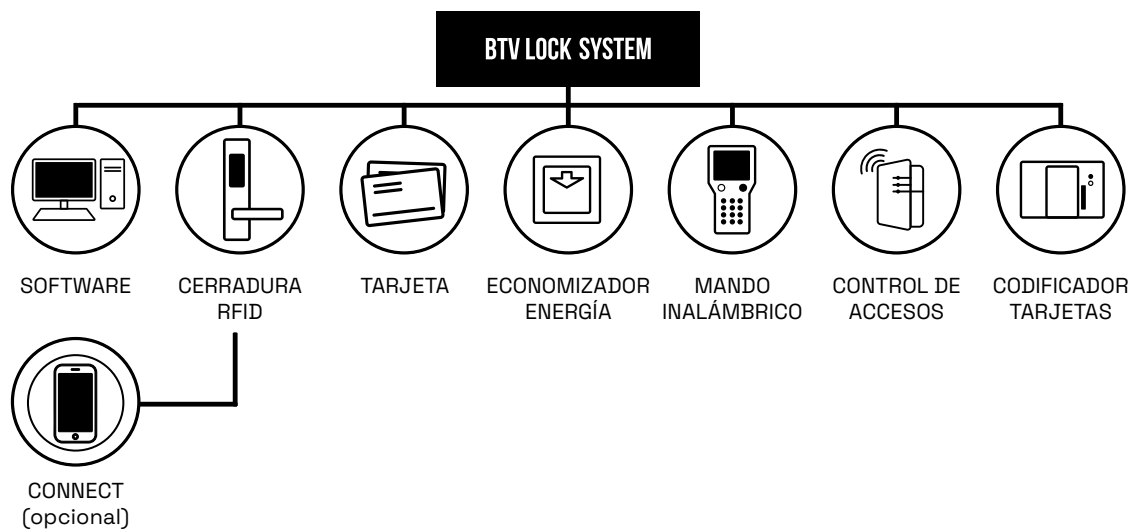 BTV LOCK SYSTEM
SOFTWARE
CERRADURA
RFID
TARJETA
ECONOMIZADOR
ENERGÍA
MANDO
INALÁMBRICO
CONTROL DE
ACCESOS
CODIFICADOR
TARJETAS
CONNECT
(opcional)